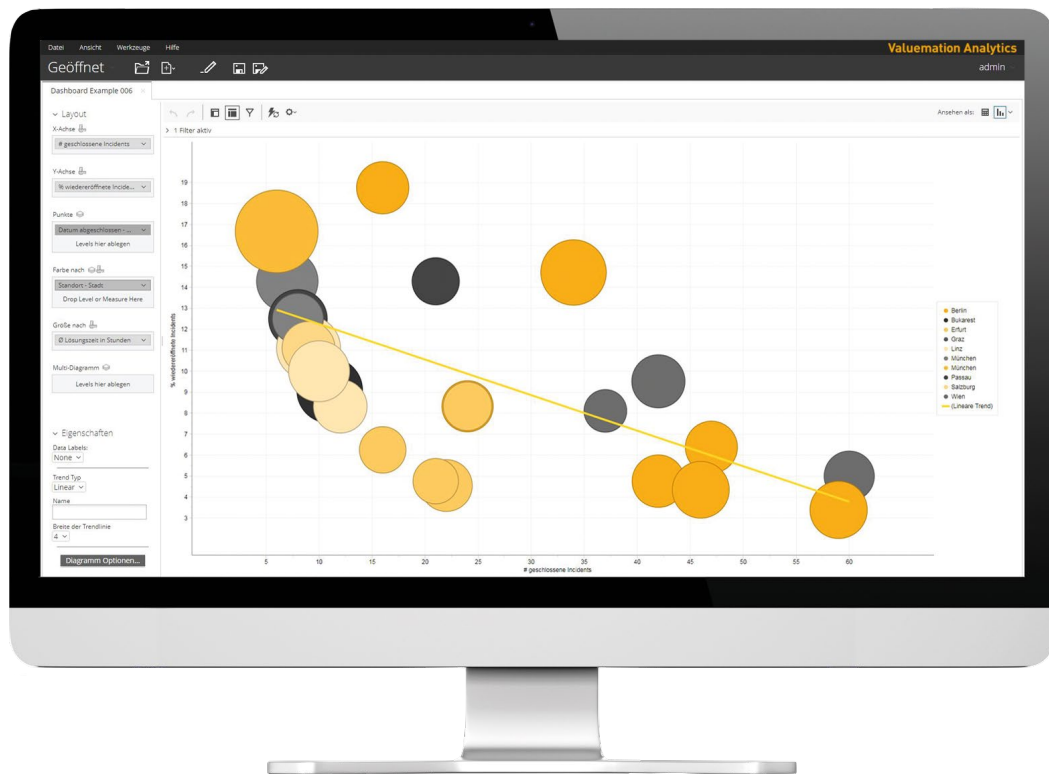 Datei Ansicht Werkzeuge Hilfe
Valuemation Analytics
Geöffnet
admin
Dashboard Example 006
Layout
X-Achse
# geschlossene Incidents
Y-Achse
% wiedereröffnete Incide...
Punkte
Datum abgeschlossen - ...
Levels hier ablegen
Farbe nach
Standort - Stadt
Drop Level or Measure Here
Größe nach
Ø Lösungszeit in Stunden
Multi-Diagramm
Levels hier ablegen
Eigenschaften
Data Labels:
None
Trend Typ
Linear
Name
Breite der Trendlinie
4
Diagramm Optionen...
Ansehen als:
1 Filter aktiv
% wiedereröffnete Incidents
19
18
17
16
15
14
13
12
11
10
9
8
7
6
5
4
3
5 10 15 20 25 30 35 40 45 50 55 60
# geschlossene Incidents
Berlin
Bukarest
Erfurt
Graz
Linz
München
München
Passau
Salzburg
Wien
(Lineare Trend)